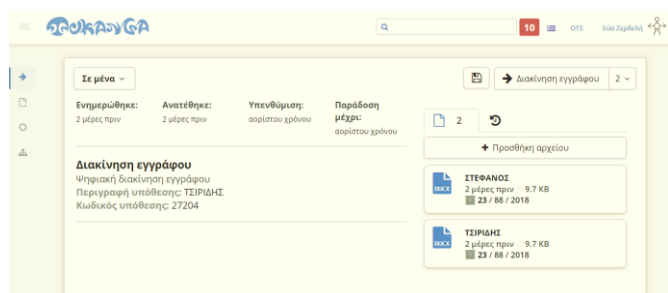 ΤΟΚΑΝΥΓΑ
10
OTS
Εύα Ζερδελή
Σε μένα
Διακίνηση εγγράφου
2
Ενημερώθηκε:
2 μέρες πριν
Ανατέθηκε:
2 μέρες πριν
Υπενθύμιση:
αορίστου χρόνου
Παράδοση
μέχρι:
αορίστου χρόνου
2
+ Προσθήκη αρχείου
Διακίνηση εγγράφου
Ψηφιακή διακίνηση εγγράφου
Περιγραφή υπόθεσης: ΤΣΙΡΙΔΗΣ
Κωδικός υπόθεσης: 27204
DOCX
ΣΤΕΦΑΝΟΣ
2 μέρες πριν 9.7 KB
23 / 88 / 2018
DOCX
ΤΣΙΡΙΔΗΣ
2 μέρες πριν 9.7 KB
23 / 88 / 2018